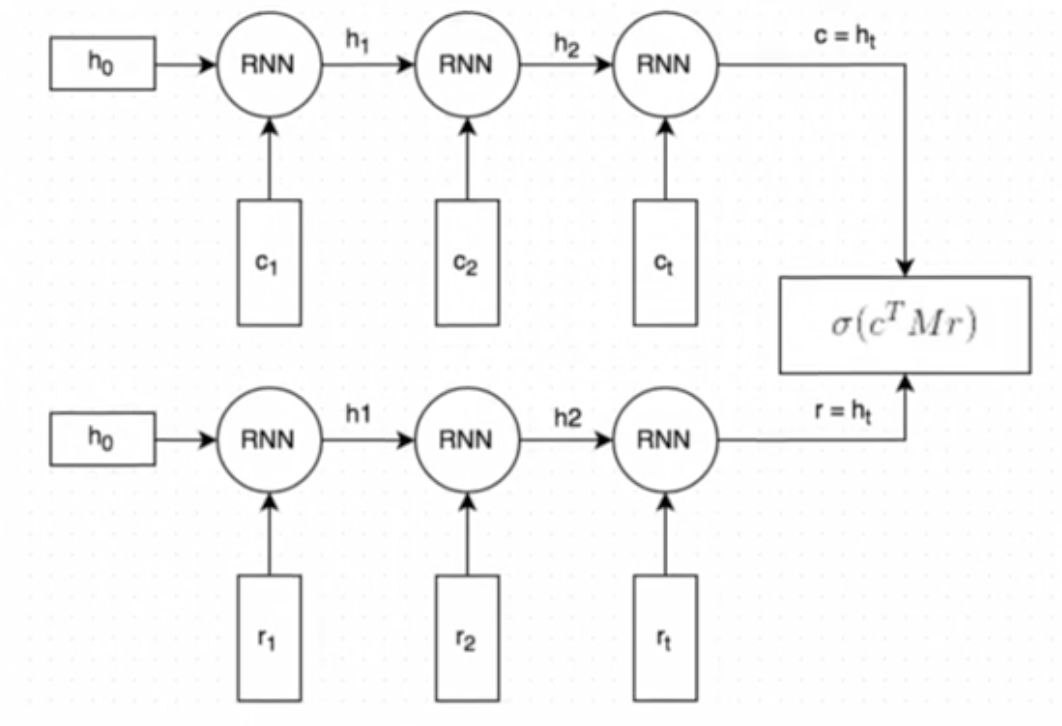 h₁ h₂ c = hₜ
h₀ RNN RNN RNN
c₁ c₂ cₜ
σ(cᵀMr)
h1 h2 r = hₜ
h₀ RNN RNN RNN
r₁ r₂ rₜ